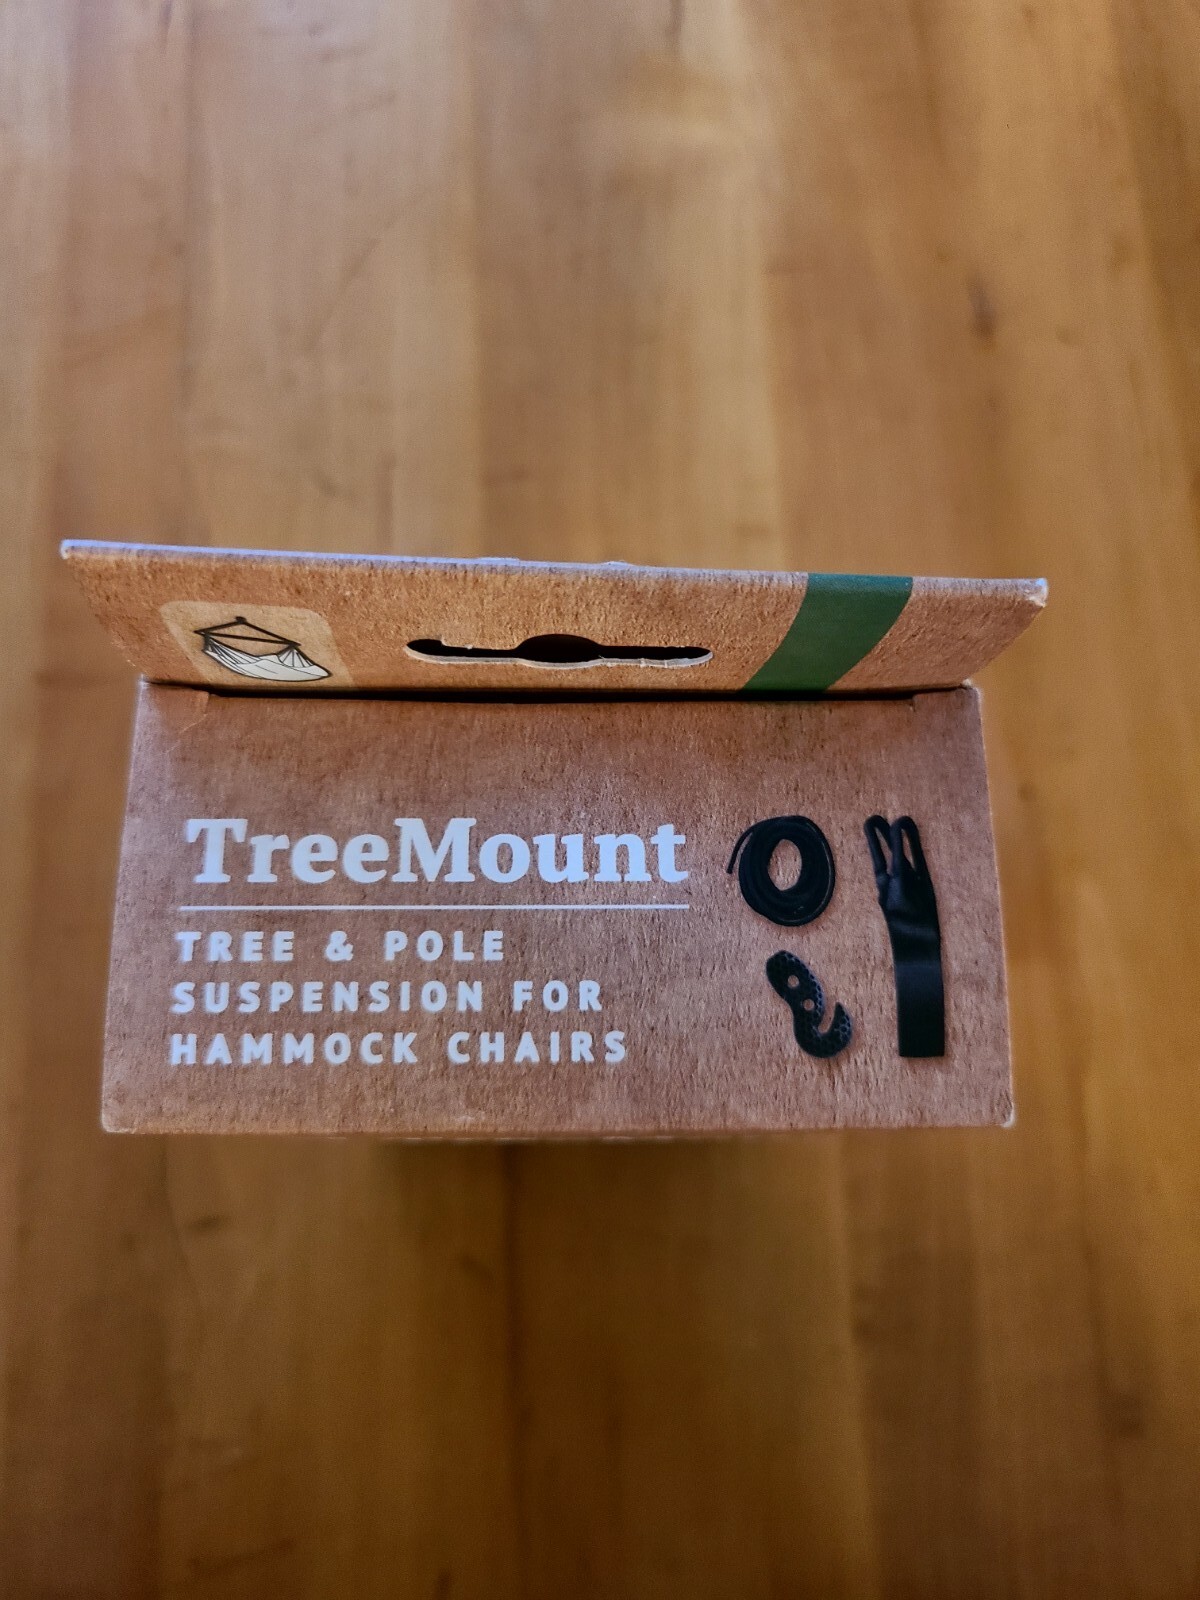 TreeMount
TREE & POLE
SUSPENSION FOR
HAMMOCK CHAIRS